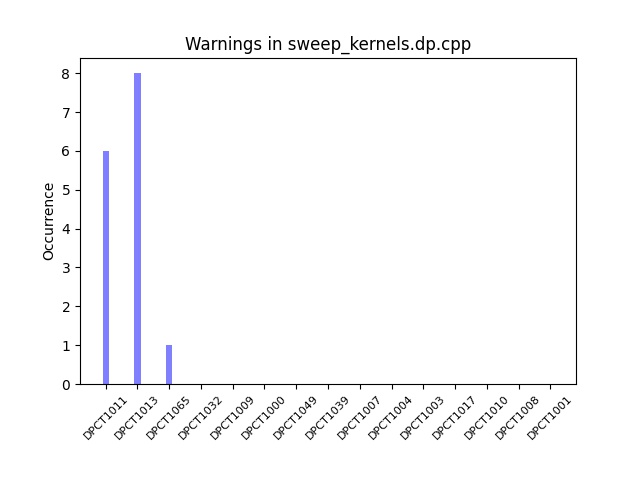 Warnings in sweep_kernels.dp.cpp
Occurrence
8
7
6
5
4
3
2
1
0
DPCT1011
DPCT1013
DPCT1065
DPCT1032
DPCT1009
DPCT1000
DPCT1049
DPCT1039
DPCT1007
DPCT1004
DPCT1003
DPCT1017
DPCT1010
DPCT1008
DPCT1001